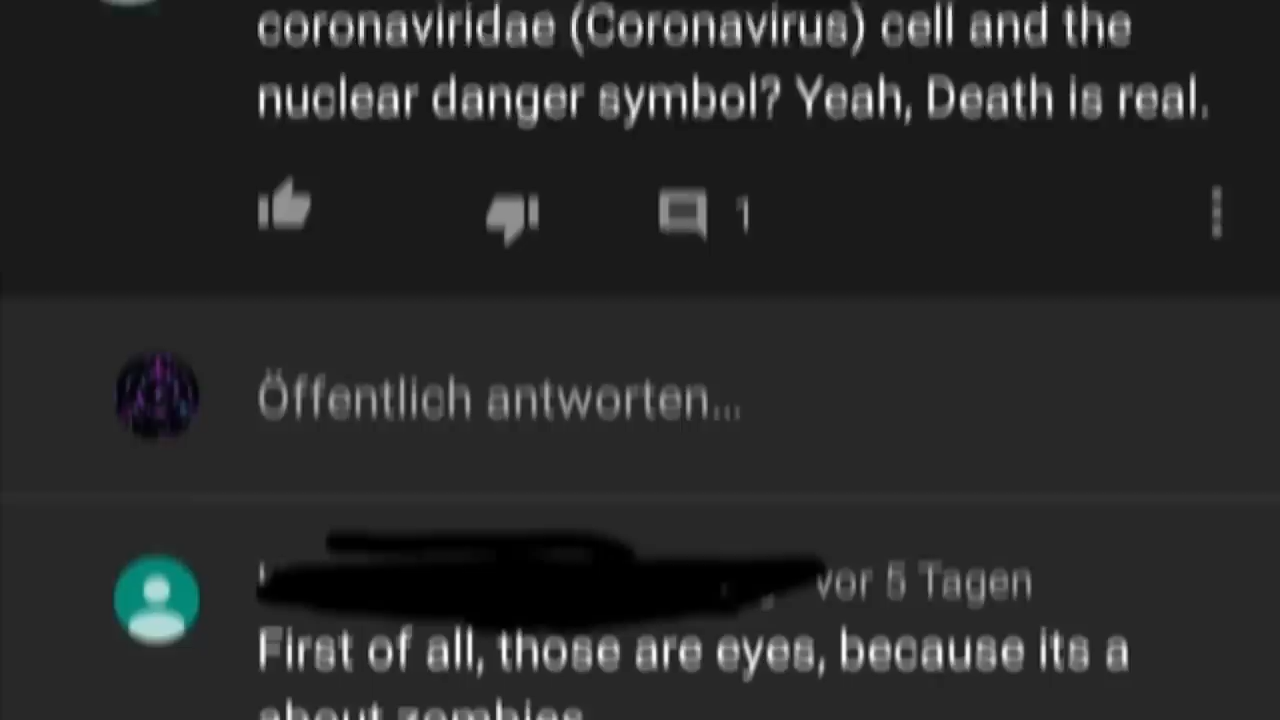 coronaviridae (Coronavirus) cell and the
nuclear danger symbol? Yeah, Death is real.
1
Öffentlich antworten...
vor 5 Tagen
First of all, those are eyes, because its a
about zombies